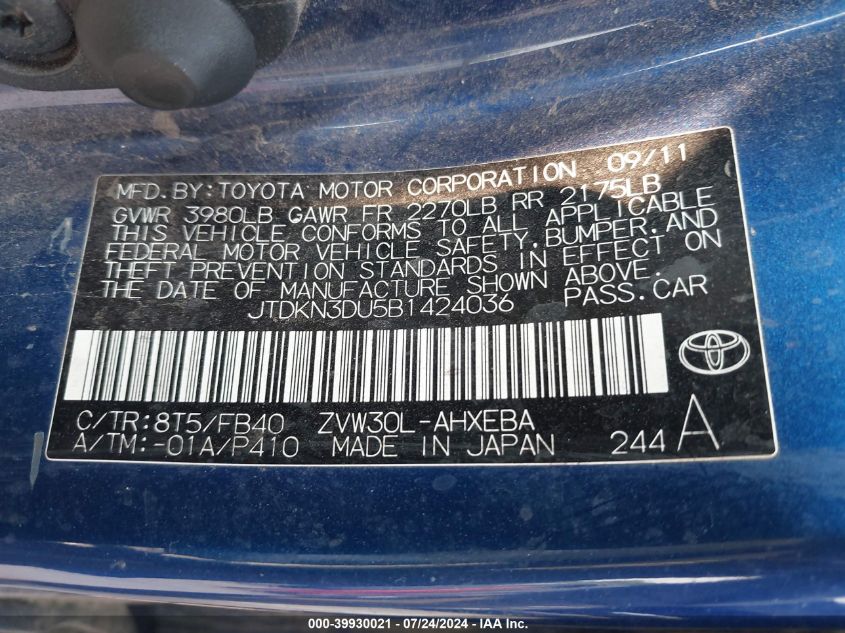 MFD.BY:TOYOTA MOTOR CORPORATION 09/11
GVWR 3980LB GAWR FR 2270LB RR 2175LB
THIS VEHICLE CONFORMS TO ALL APPLICABLE
FEDERAL MOTOR VEHICLE SAFETY,BUMPER,AND
THEFT PREVENTION STANDARDS IN EFFECT ON
THE DATE OF MANUFACTURE SHOWN ABOVE.
JTDKN3DU5B1424036 PASS.CAR
C/TR:8T5/FB40 ZVW30L-AHXEBA
A/TM:-01A/P410 MADE IN JAPAN 244 A
000-39930021 / 07/24/2024 - © IAA Inc.